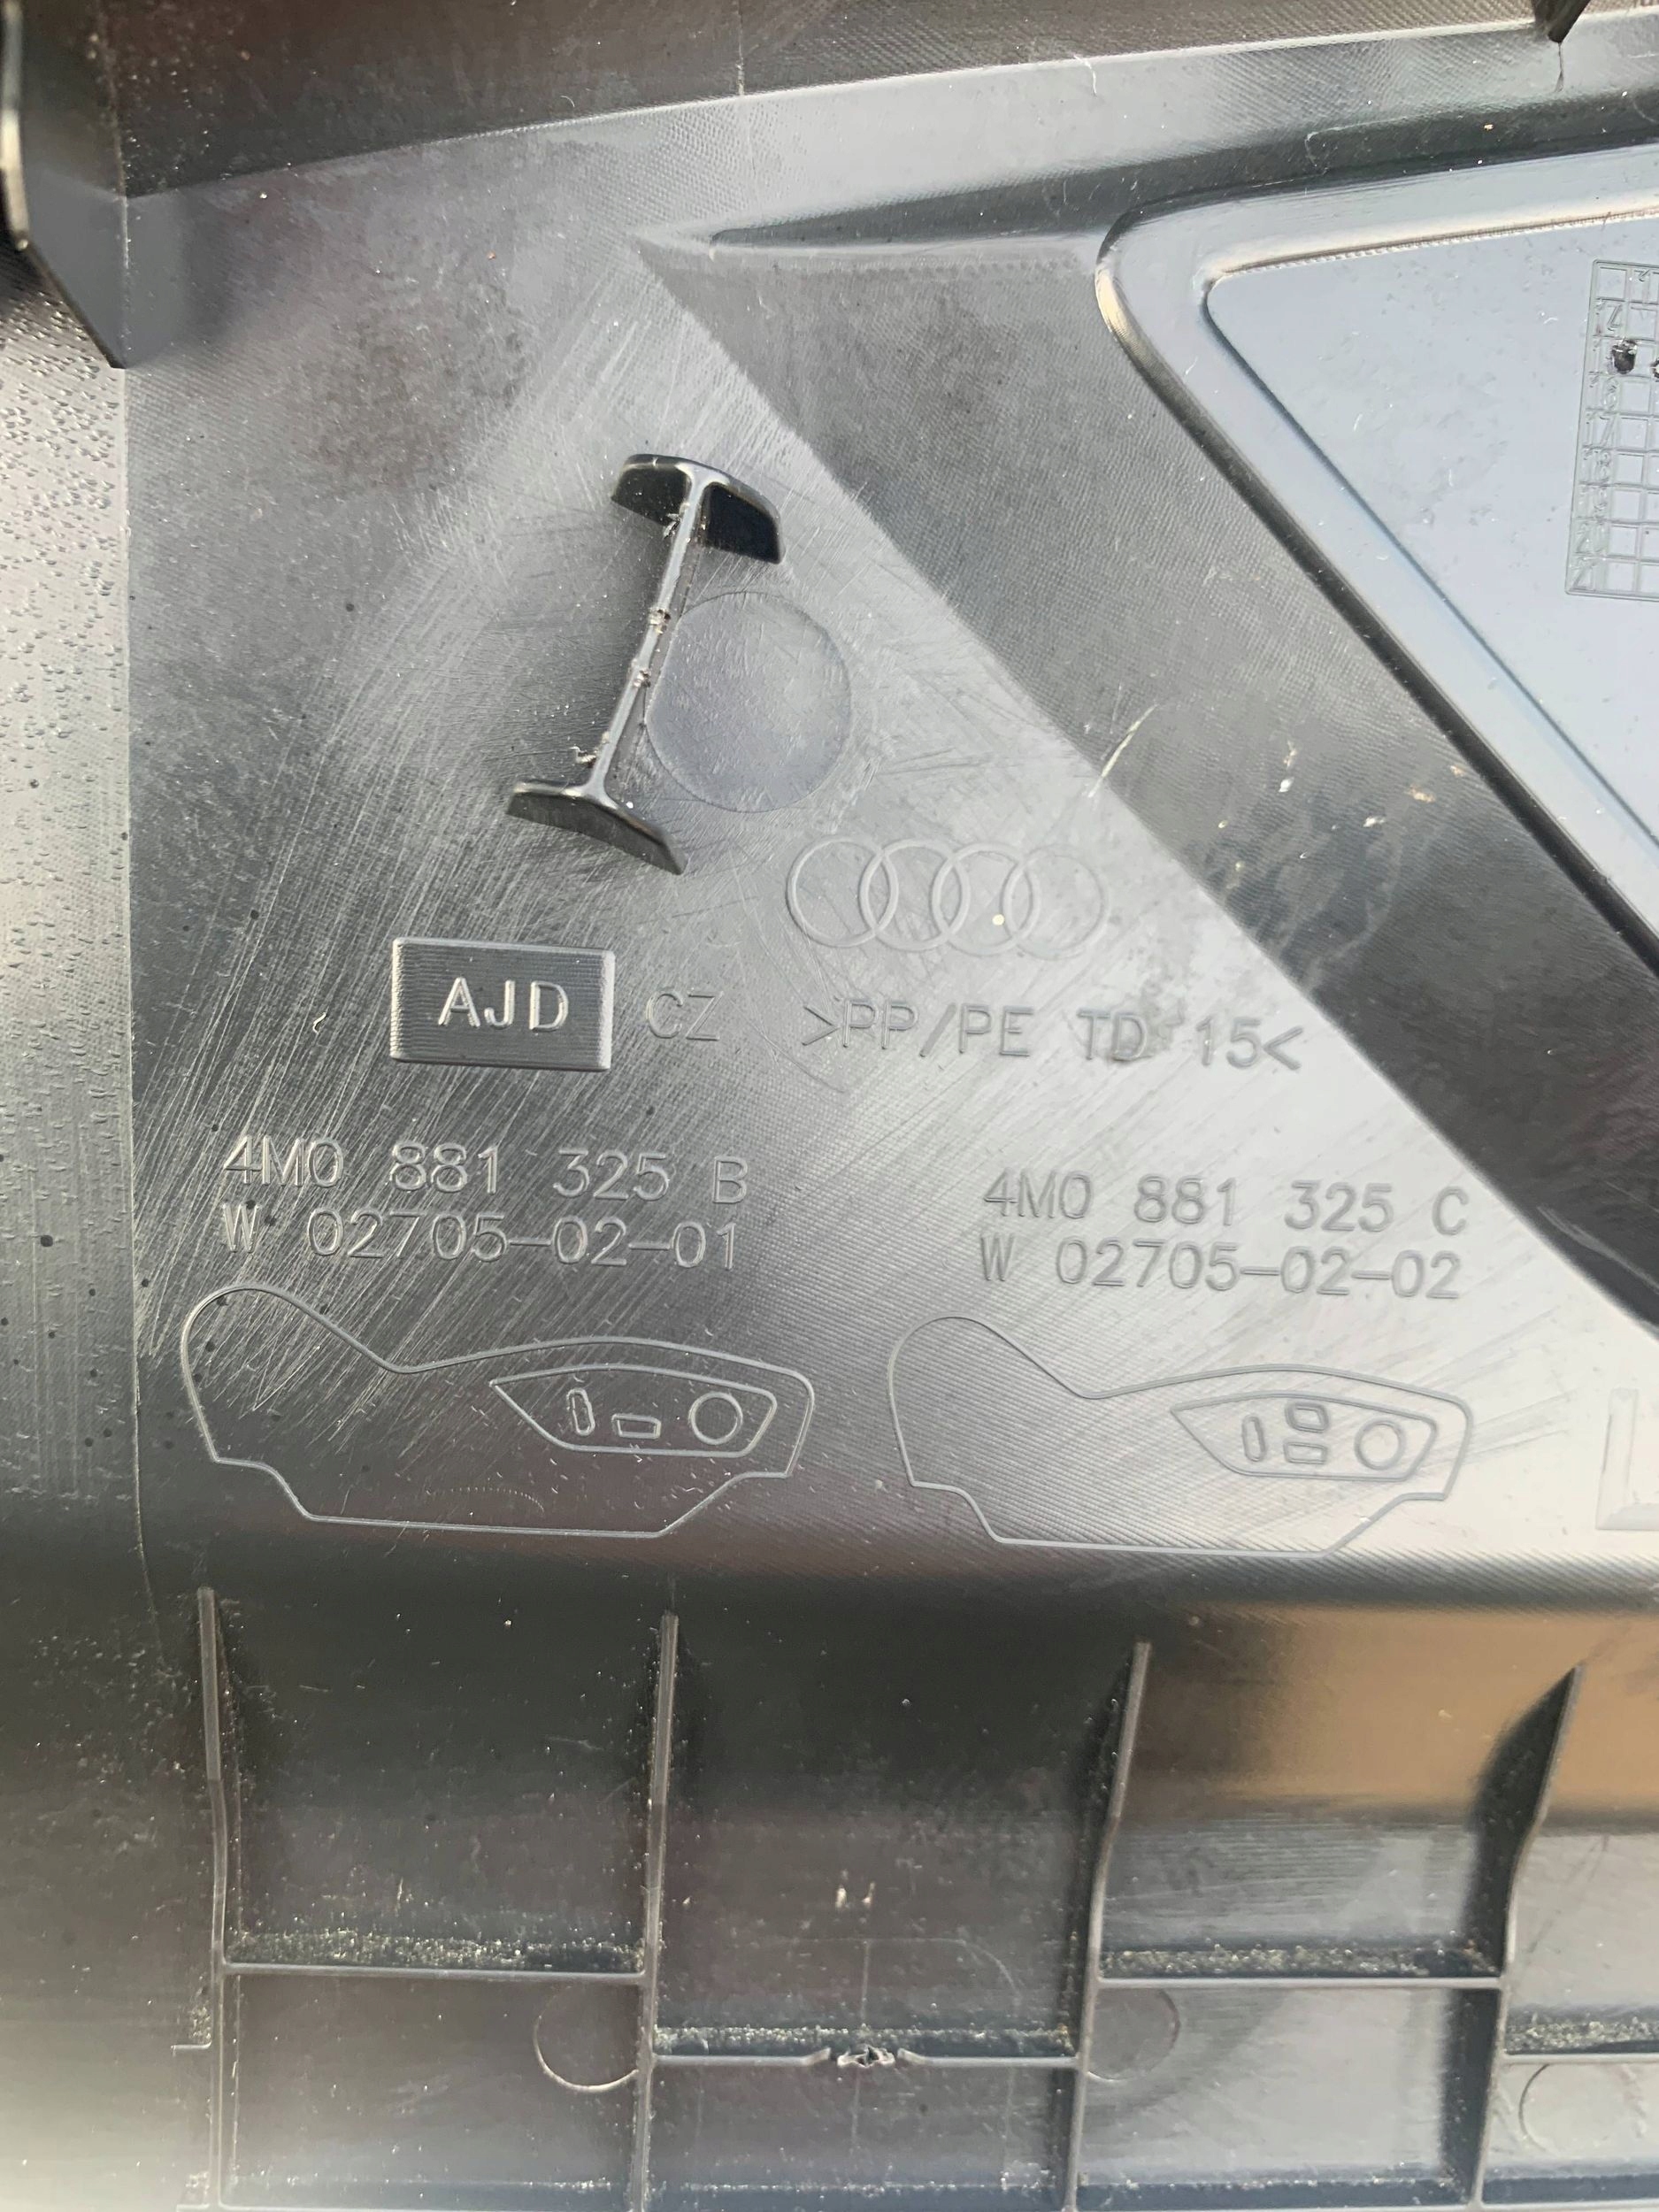 AJD CZ >PP/PE TD 15<
4M0 881 325 B
W 02705-02-01
4M0 881 325 C
W 02705-02-02